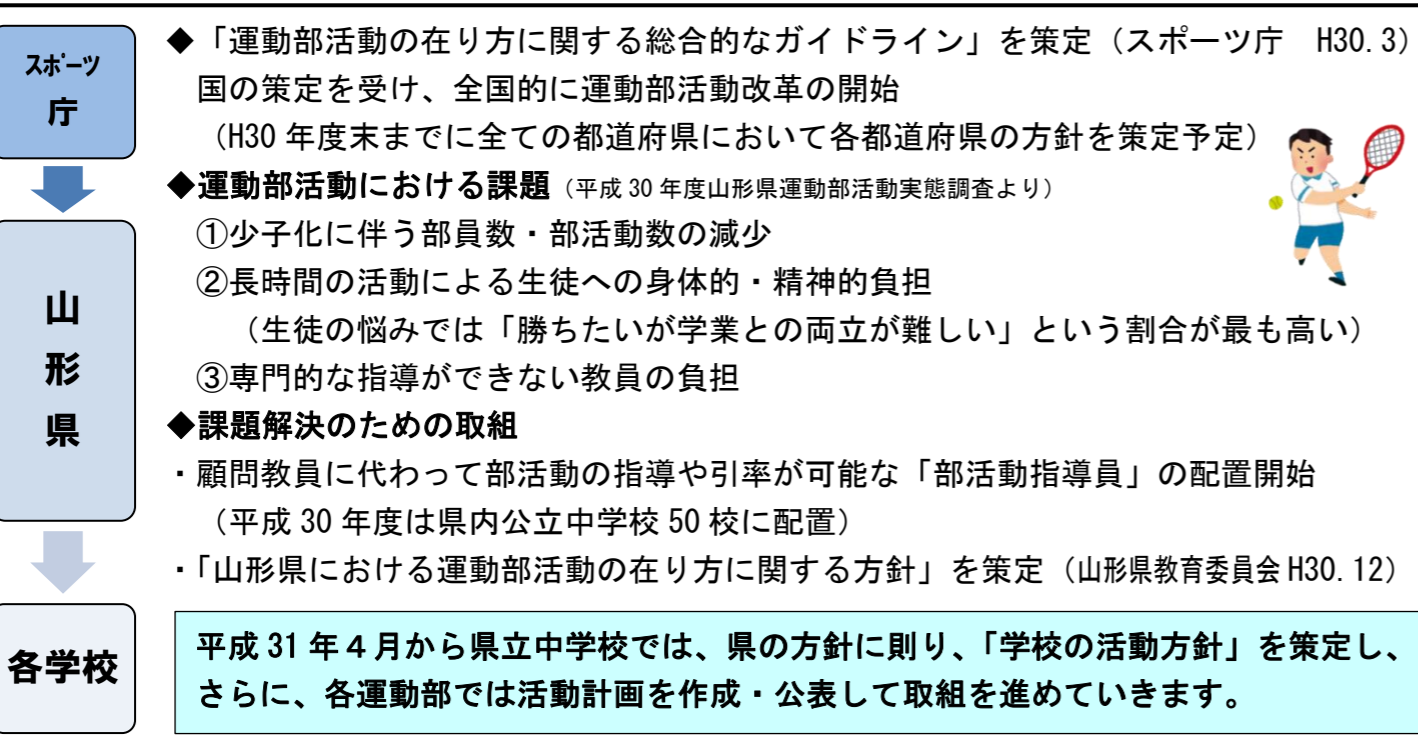 スポーツ
庁
◆「運動部活動の在り方に関する総合的なガイドライン」を策定（スポーツ庁　H30.3）
国の策定を受け、全国的に運動部活動改革の開始
（H30 年度末までに全ての都道府県において各都道府県の方針を策定予定）
山
形
県
◆運動部活動における課題（平成 30 年度山形県運動部活動実態調査より）
①少子化に伴う部員数・部活動数の減少
②長時間の活動による生徒への身体的・精神的負担
（生徒の悩みでは「勝ちたいが学業との両立が難しい」という割合が最も高い）
③専門的な指導ができない教員の負担
◆課題解決のための取組
・顧問教員に代わって部活動の指導や引率が可能な「部活動指導員」の配置開始
（平成 30 年度は県内公立中学校 50 校に配置）
・「山形県における運動部活動の在り方に関する方針」を策定（山形県教育委員会 H30.12）
各学校
平成 31 年４月から県立中学校では、県の方針に則り、「学校の活動方針」を策定し、
さらに、各運動部では活動計画を作成・公表して取組を進めていきます。